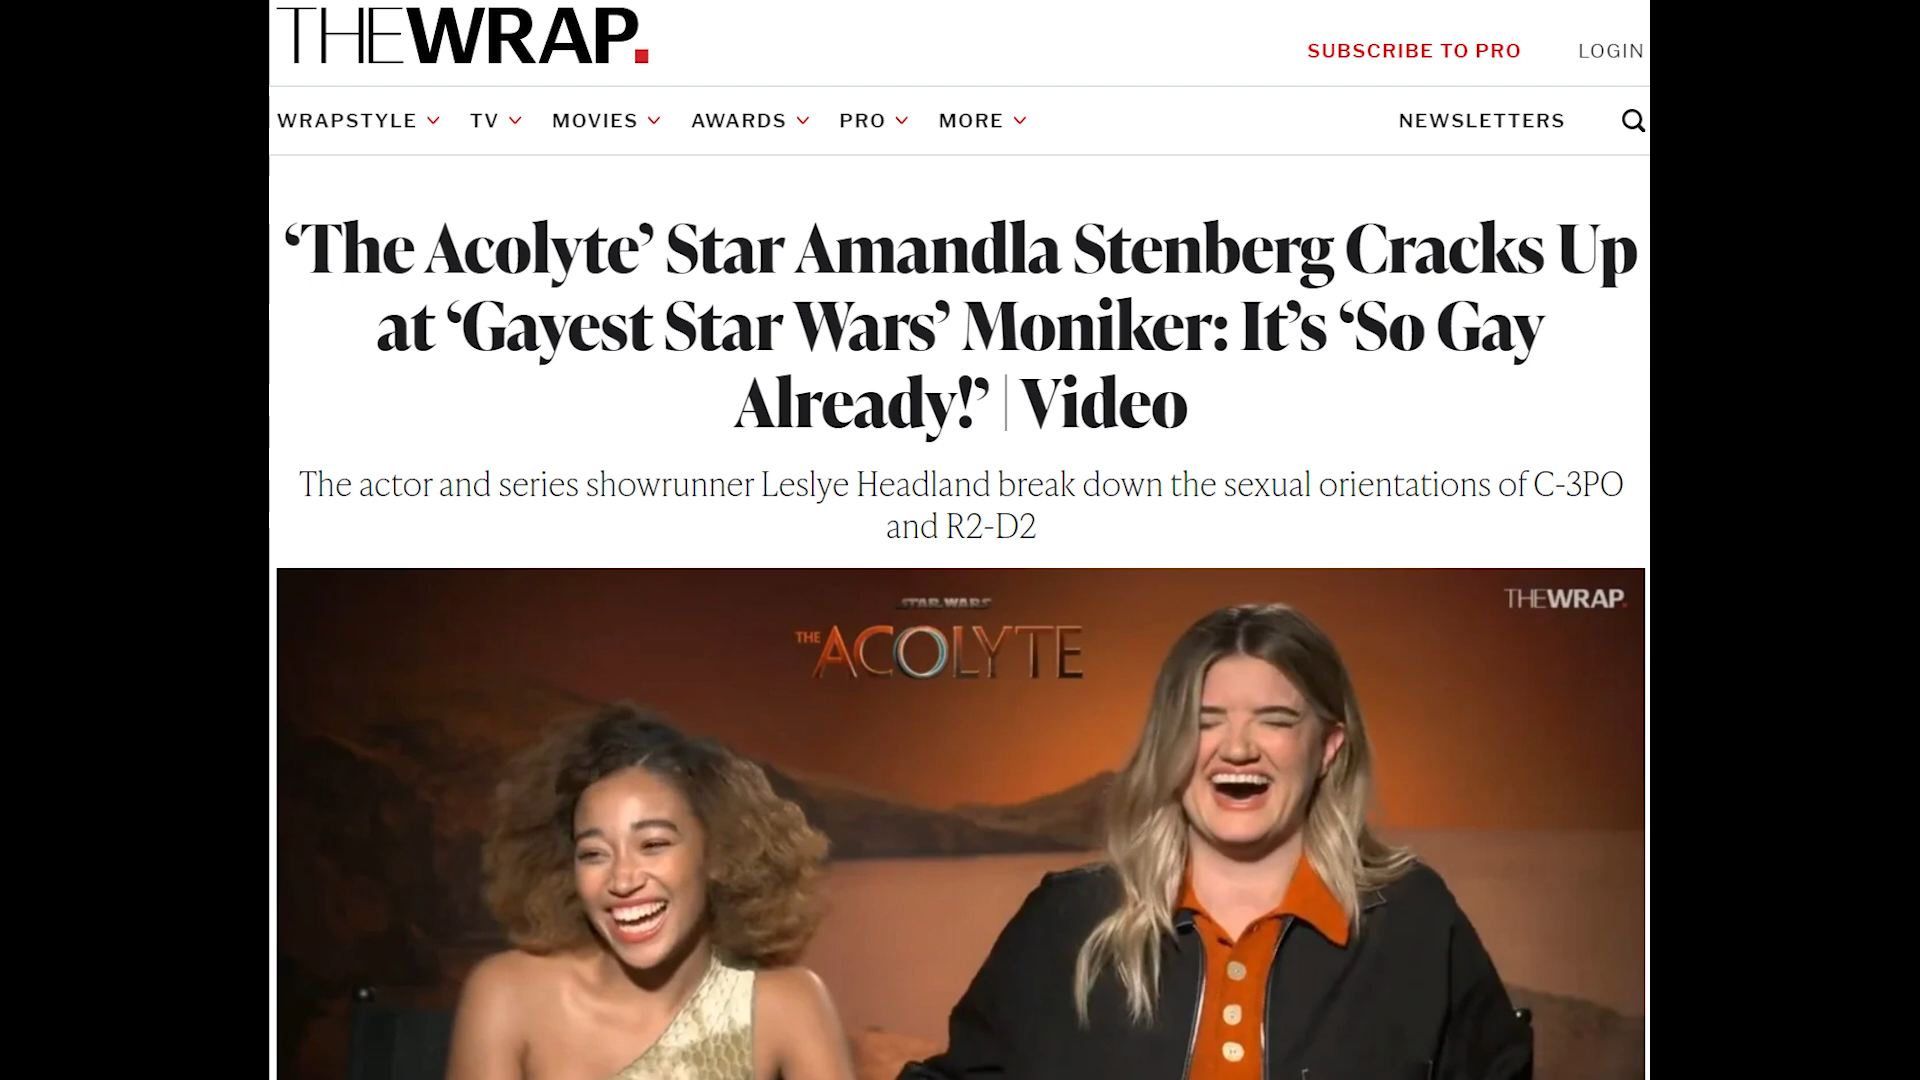 THEWRAP.
SUBSCRIBE TO PRO LOGIN
WRAPSTYLE TV MOVIES AWARDS PRO MORE NEWSLETTERS
‘The Acolyte’ Star Amandla Stenberg Cracks Up
at ‘Gayest Star Wars’ Moniker: It’s ‘So Gay
Already!’ | Video
The actor and series showrunner Leslye Headland break down the sexual orientations of C-3PO
and R2-D2
THEWRAP.
STAR WARS
THE ACOLYTE